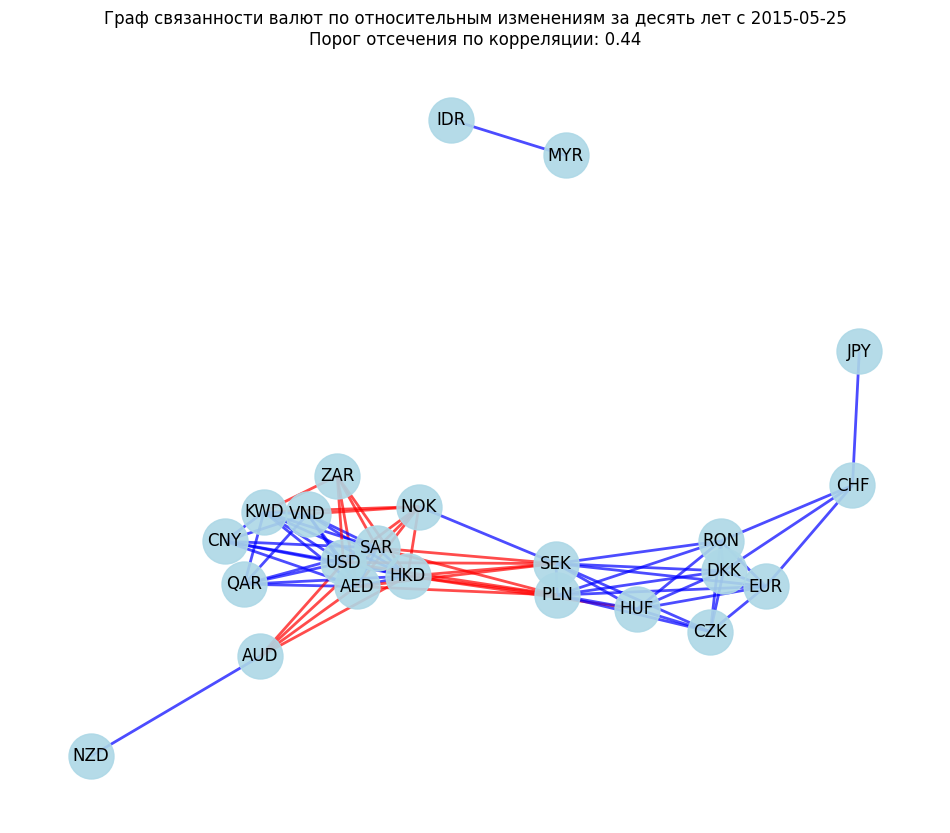 Граф связанности валют по относительным изменениям за десять лет с 2015-05-25
Порог отсечения по корреляции: 0.44
IDR
MYR
JPY
ZAR
CHF
KWD
VND
NOK
CNY
SAR
RON
USD
SEK
HKD
DKK
QAR
AED
EUR
PLN
HUF
CZK
AUD
NZD